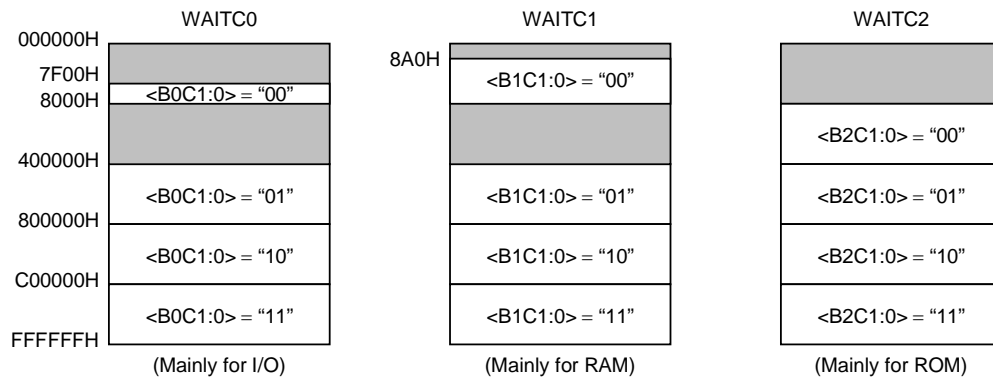 WAITC0
WAITC1
WAITC2
000000H
7F00H
8000H
400000H
800000H
C00000H
FFFFFFH
8A0H
<B0C1:0> = “00”
<B0C1:0> = “01”
<B0C1:0> = “10”
<B0C1:0> = “11”
<B1C1:0> = “00”
<B1C1:0> = “01”
<B1C1:0> = “10”
<B1C1:0> = “11”
<B2C1:0> = “00”
<B2C1:0> = “01”
<B2C1:0> = “10”
<B2C1:0> = “11”
(Mainly for I/O)
(Mainly for RAM)
(Mainly for ROM)